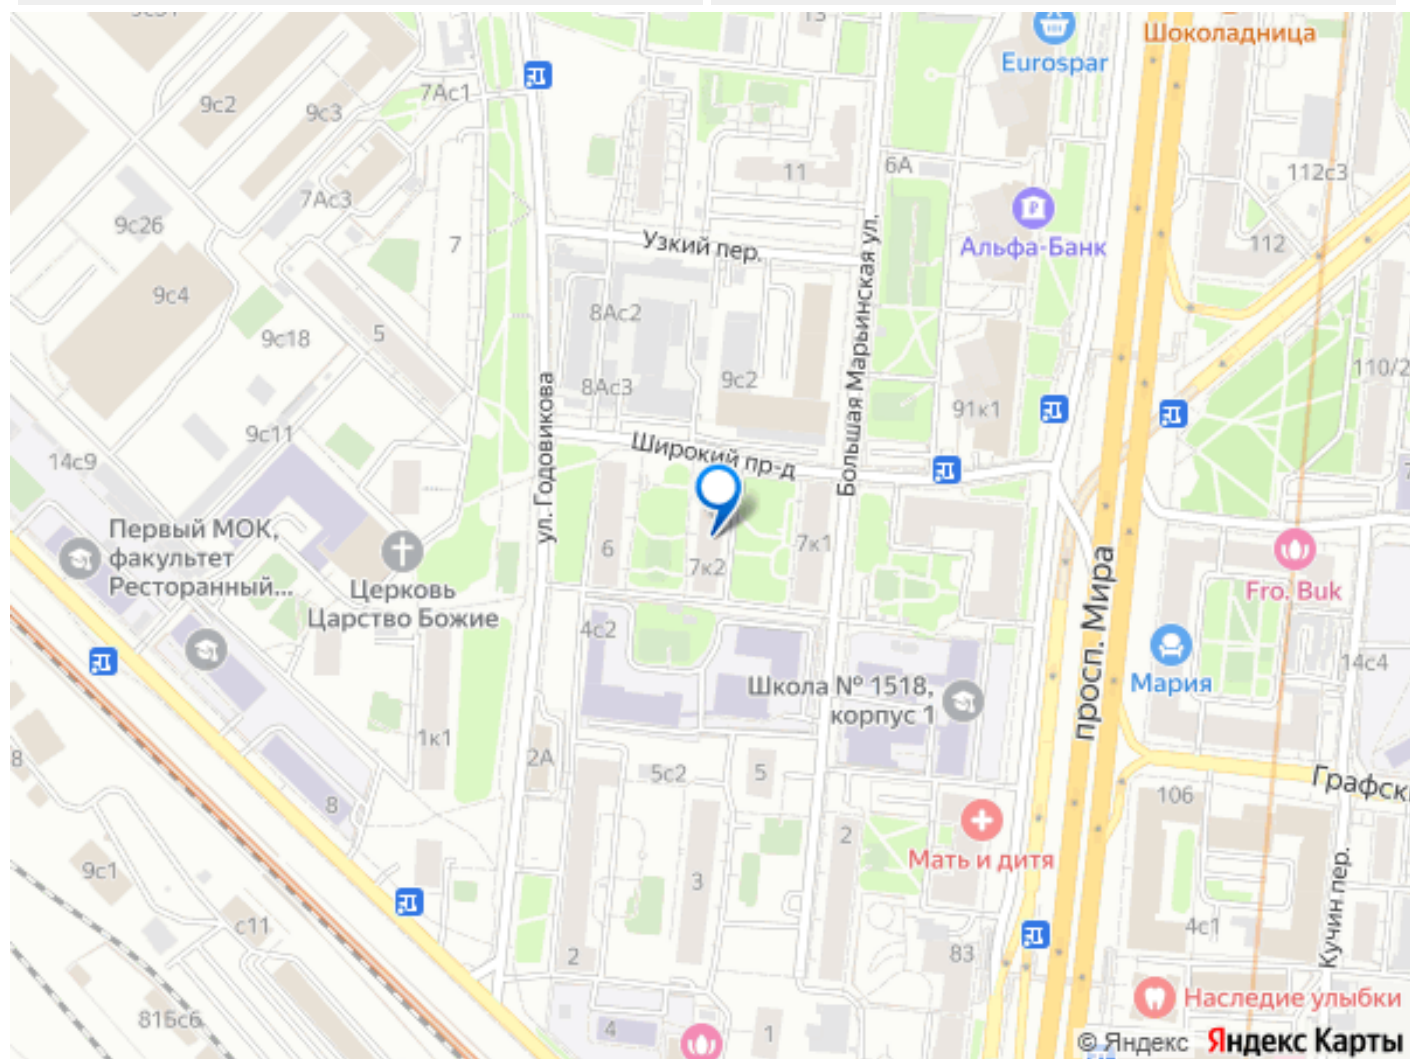 13
Шоколадница
Eurospar
7Ас1
9с2
9с3
11
6А
112с3
7Ас3
9с26
Альфа-Банк
112
7
Узкий пер.
9с4
8Ас2
9с18
5
Большая Марьинская ул.
110/2
8Ас3
9с2
91к1
ул. Годовикова
9с11
Широкий пр-д
14с9
Первый МОК,
факультет
Ресторанный...
6
7к2
7к1
Церковь
Царство Божие
Fro. Buk
просп. Мира
4с2
14с4
Школа № 1518,
корпус 1
Мария
1к1
2А
5с2
5
Графск
8
8
106
2
Мать и дитя
9с1
3
Кучин пер.
с11
4с1
2
83
Наследие улыбки
81Бс6
4
1
© Яндекс Яндекс Карты